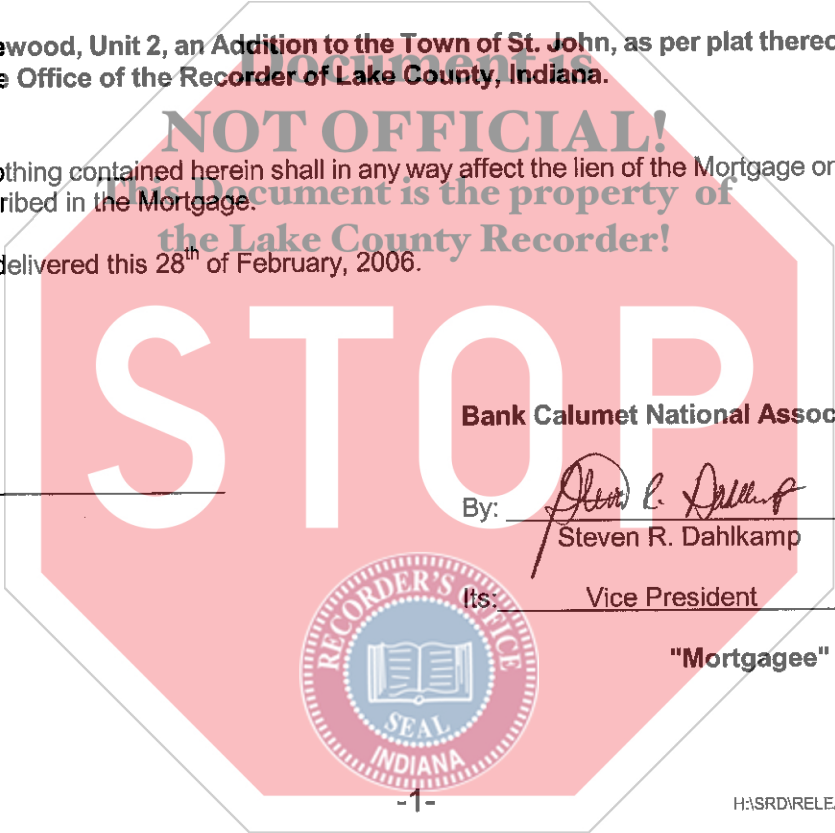 ewood, Unit 2, an Addition to the Town of St. John, as per plat thereo
e Office of the Recorder of Lake County, Indiana.
Document is
NOT OFFICIAL!
This Document is the property of
the Lake County Recorder!
othing contained herein shall in any way affect the lien of the Mortgage or
ribed in the Mortgage.
delivered this 28th of February, 2006.
STOP
Bank Calumet National Assoc
By:
Steven R. Dahlkamp
Its: Vice President
"Mortgagee"
RECORDER'S OFFICE
SEAL
INDIANA
-1-
H:\SRD\RELEA